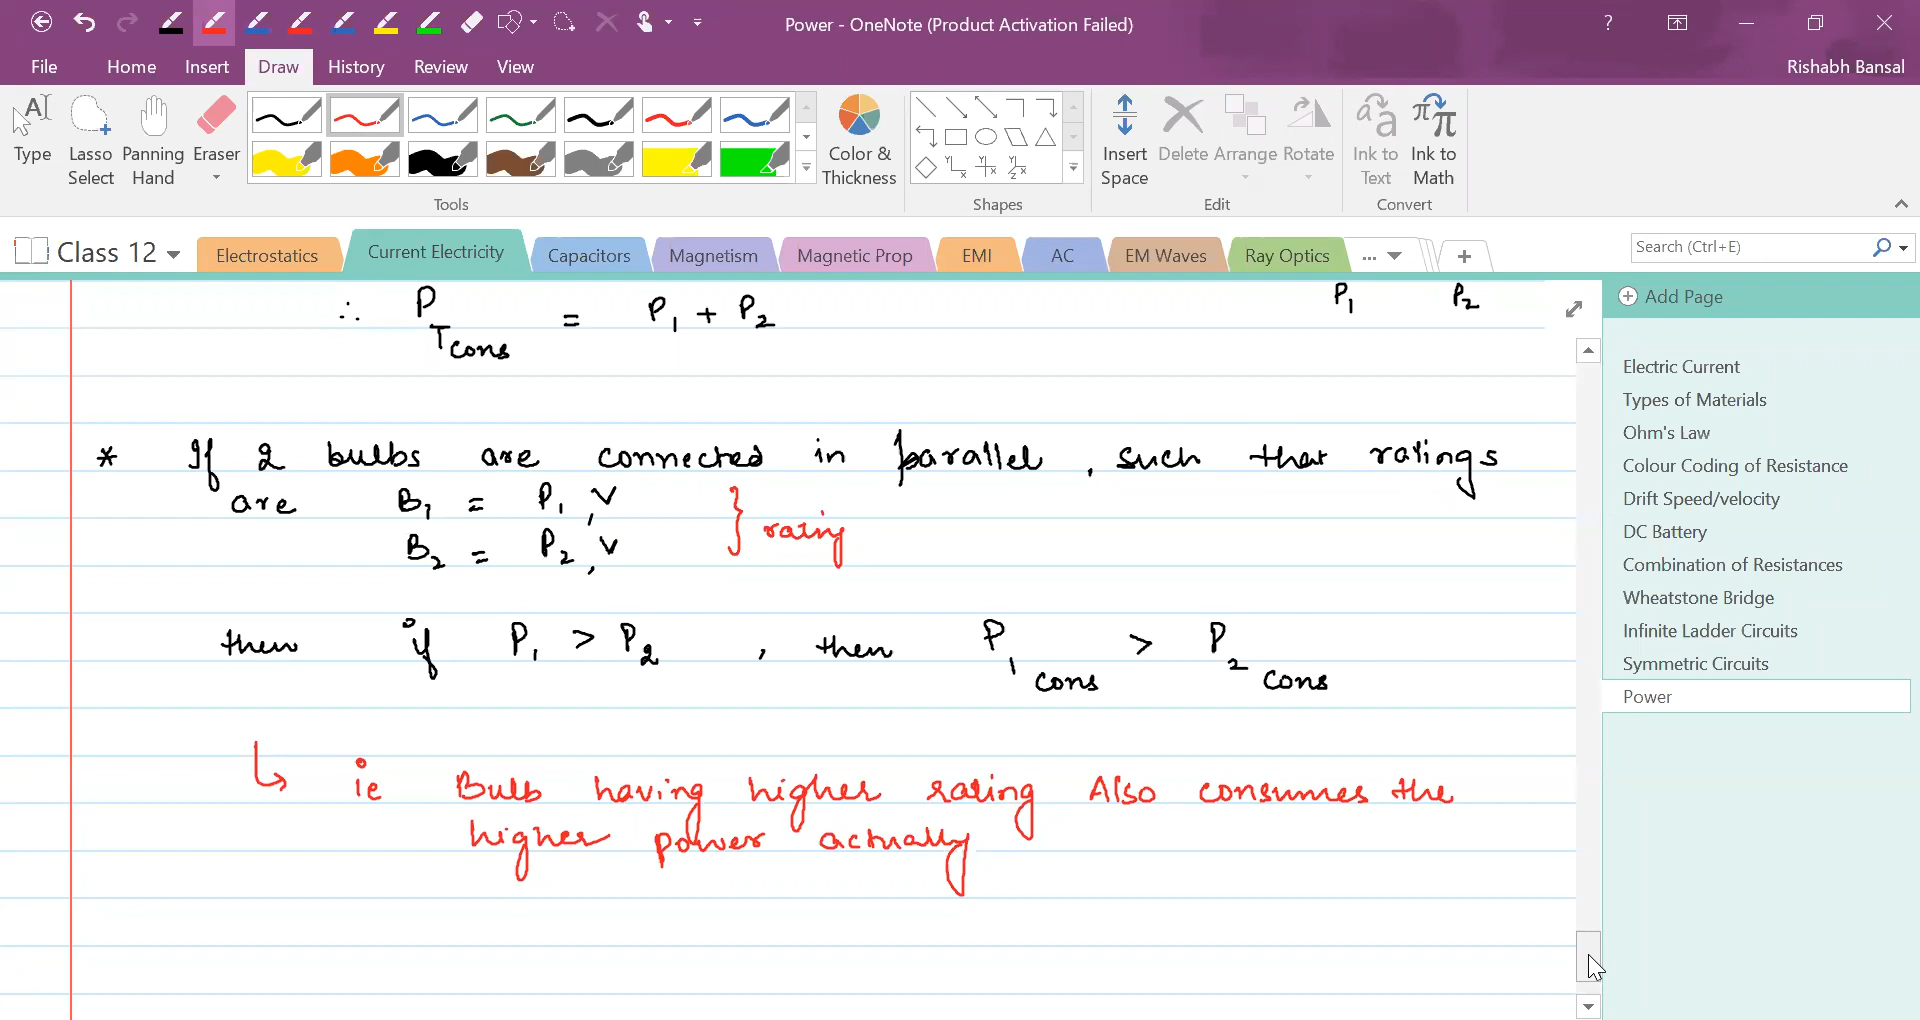 Power - OneNote (Product Activation Failed)
?
File Home Insert Draw History Review View
Rishabh Bansal
Type
Lasso Select
Panning Hand
Eraser
Color & Thickness
Insert Space
Delete
Arrange
Rotate
Ink to Text
Ink to Math
Tools
Shapes
Edit
Convert
Class 12
Electrostatics
Current Electricity
Capacitors
Magnetism
Magnetic Prop
EMI
AC
EM Waves
Ray Optics
...
+
Search (Ctrl+E)
P1 P2
∴ P T cons = P1 + P2
* If 2 bulbs are connected in parallel, such that ratings
are B1 = P1, V
B2 = P2, V
} rating
then if P1 > P2, then P1 cons > P2 cons
↳ ie Bulb having higher rating Also consumes the
higher power actually
Add Page
Electric Current
Types of Materials
Ohm's Law
Colour Coding of Resistance
Drift Speed/velocity
DC Battery
Combination of Resistances
Wheatstone Bridge
Infinite Ladder Circuits
Symmetric Circuits
Power